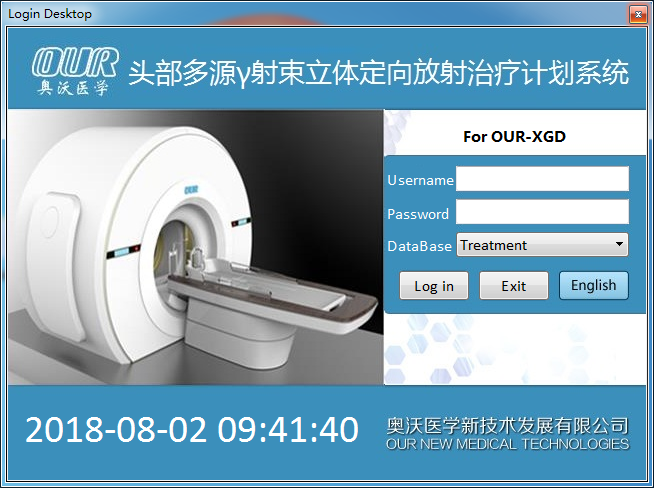 Login Desktop
OUR
奥沃医学
头部多源γ射束立体定向放射治疗计划系统
OUR
For OUR-XGD
Username
Password
DataBase Treatment
Log in Exit English
2018-08-02 09:41:40
奥沃医学新技术发展有限公司
OUR NEW MEDICAL TECHNOLOGIES